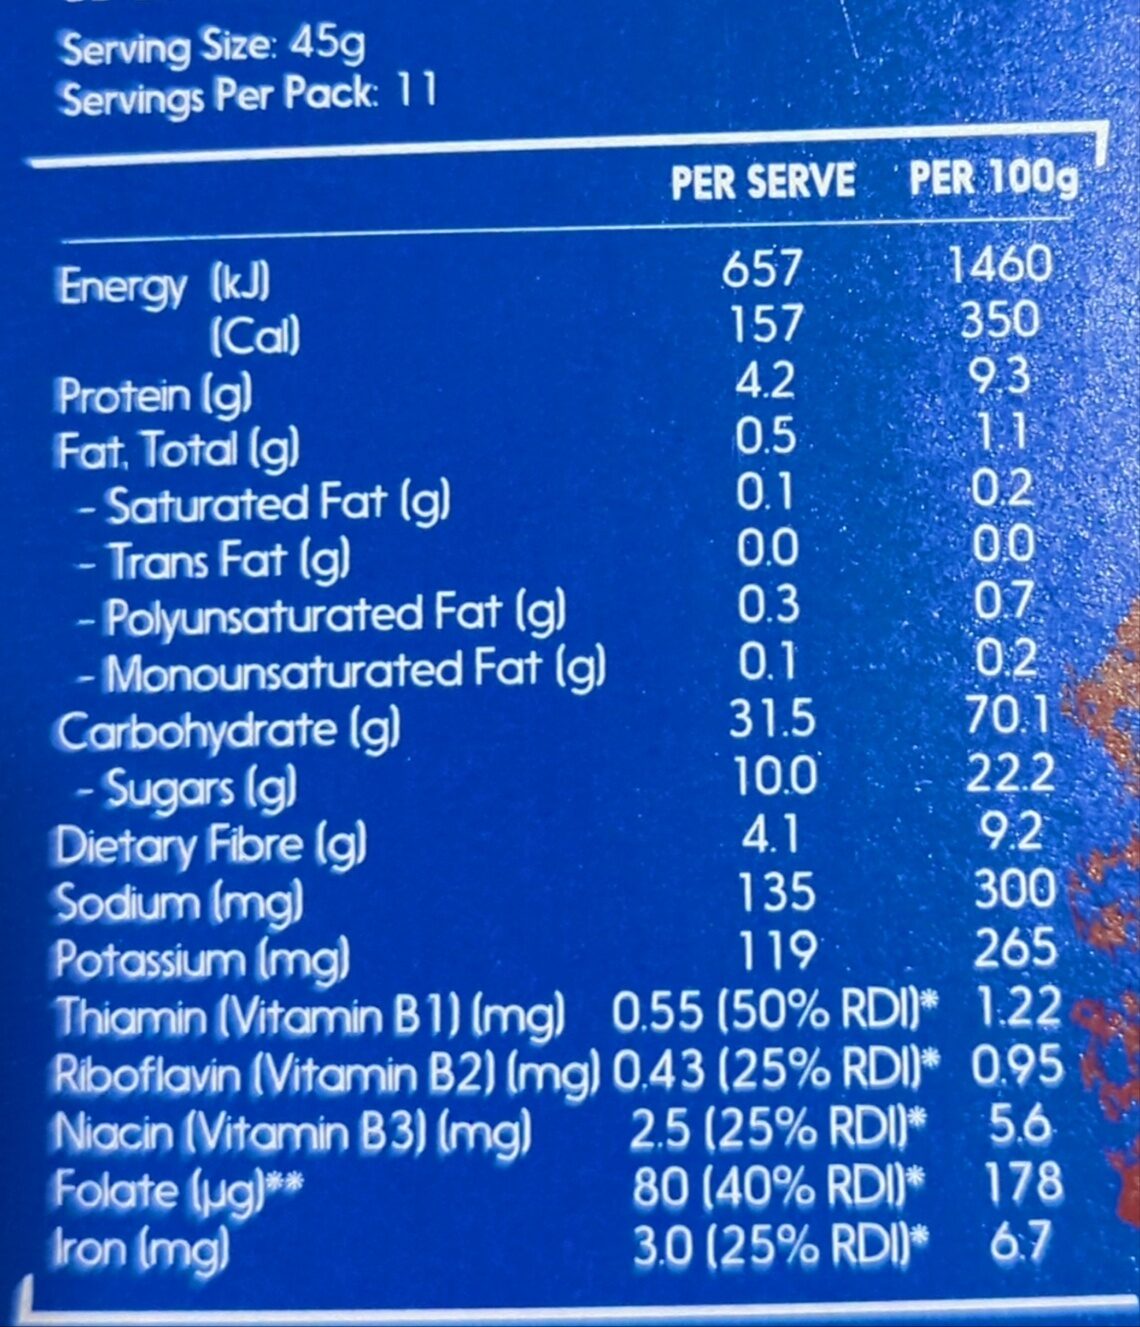 Serving Size: 45g
Servings Per Pack: 11
PER SERVE PER 100g
Energy (kJ) 657 1460
(Cal) 157 350
Protein (g) 4.2 9.3
Fat, Total (g) 0.5 1.1
- Saturated Fat (g) 0.1 0.2
- Trans Fat (g) 0.0 0.0
- Polyunsaturated Fat (g) 0.3 0.7
- Monounsaturated Fat (g) 0.1 0.2
Carbohydrate (g) 31.5 70.1
- Sugars (g) 10.0 22.2
Dietary Fibre (g) 4.1 9.2
Sodium (mg) 135 300
Potassium (mg) 119 265
Thiamin (Vitamin B1) (mg) 0.55 (50% RDI)* 1.22
Riboflavin (Vitamin B2) (mg) 0.43 (25% RDI)* 0.95
Niacin (Vitamin B3) (mg) 2.5 (25% RDI)* 5.6
Folate (µg)** 80 (40% RDI)* 178
Iron (mg) 3.0 (25% RDI)* 6.7